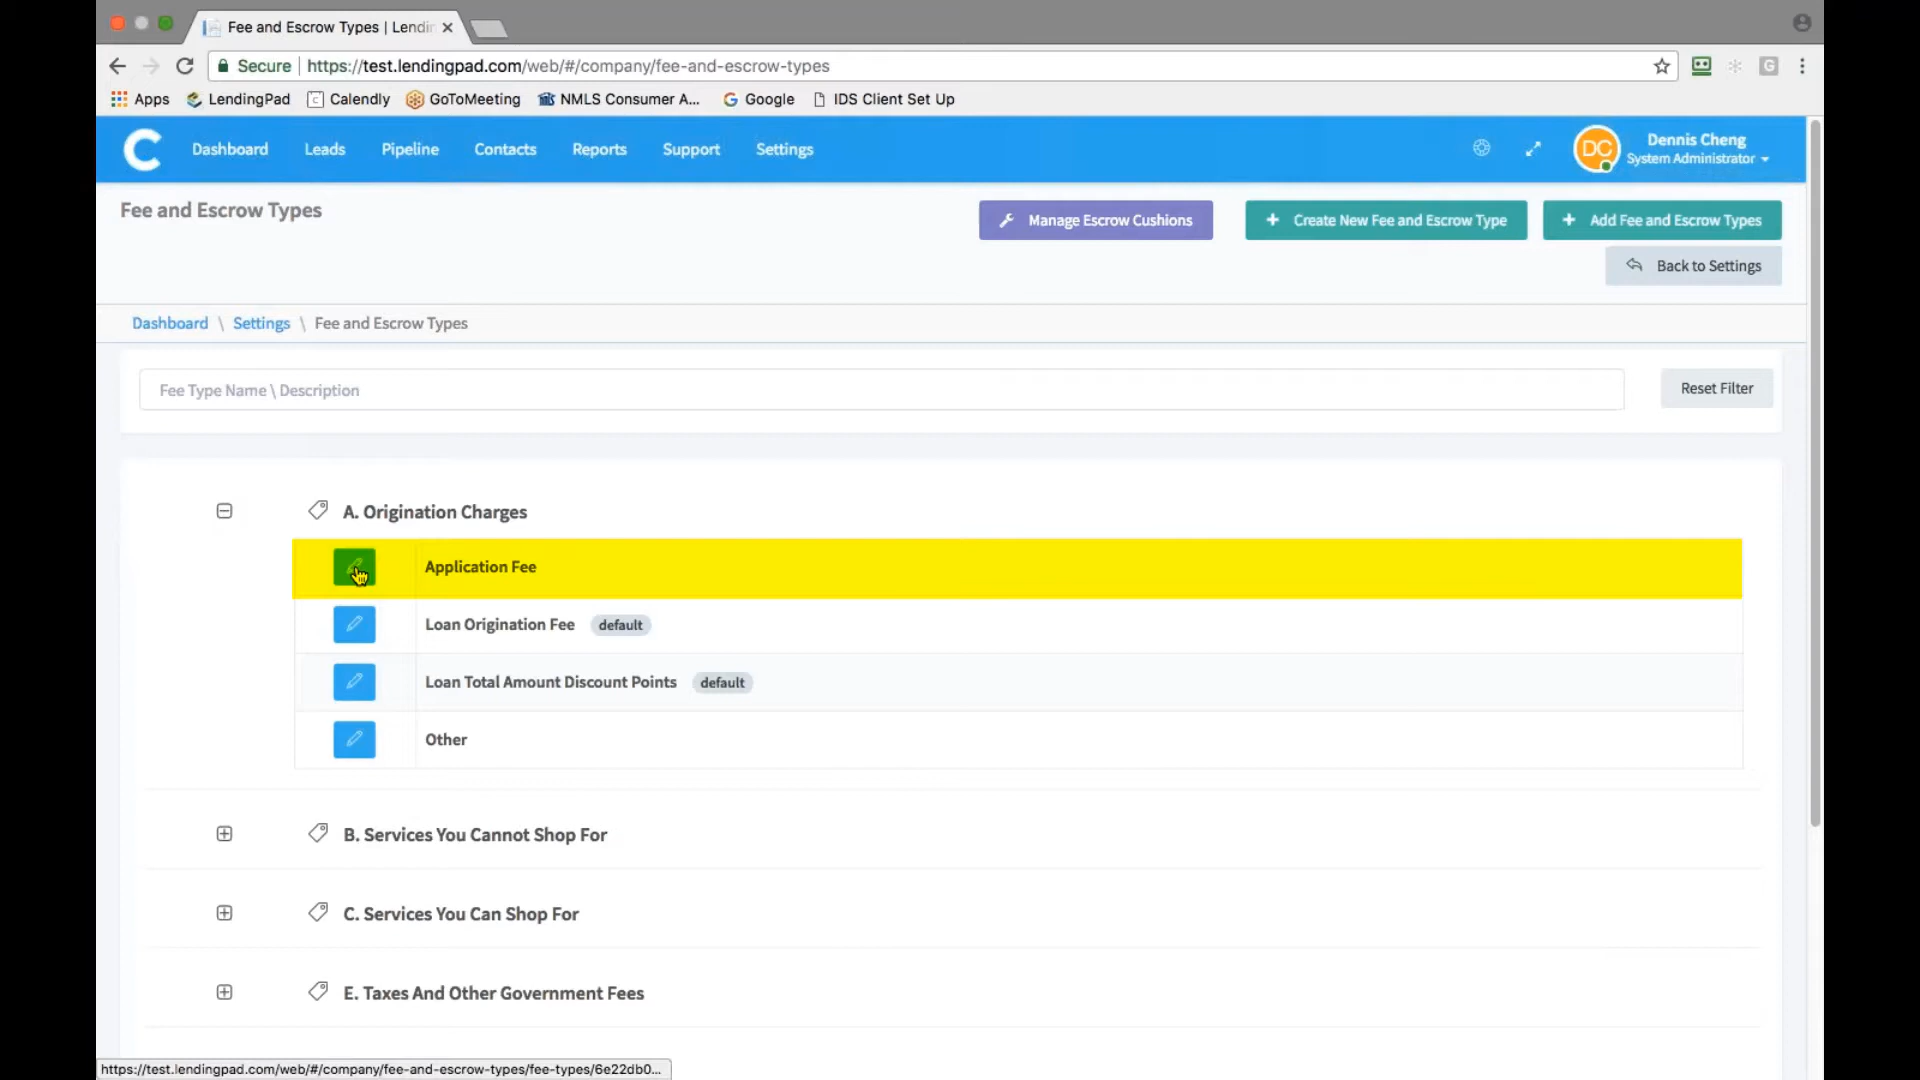 Fee and Escrow Types | Lendin
Secure https://test.lendingpad.com/web/#/company/fee-and-escrow-types
Apps LendingPad Calendly GoToMeeting NMLS Consumer A... Google IDS Client Set Up
Dashboard Leads Pipeline Contacts Reports Support Settings
DC Dennis Cheng
System Administrator
Fee and Escrow Types
Manage Escrow Cushions + Create New Fee and Escrow Type + Add Fee and Escrow Types
Back to Settings
Dashboard \ Settings \ Fee and Escrow Types
Fee Type Name \ Description
Reset Filter
A. Origination Charges
Application Fee
Loan Origination Fee default
Loan Total Amount Discount Points default
Other
B. Services You Cannot Shop For
C. Services You Can Shop For
E. Taxes And Other Government Fees
https://test.lendingpad.com/web/#/company/fee-and-escrow-types/fee-types/6e22db0...